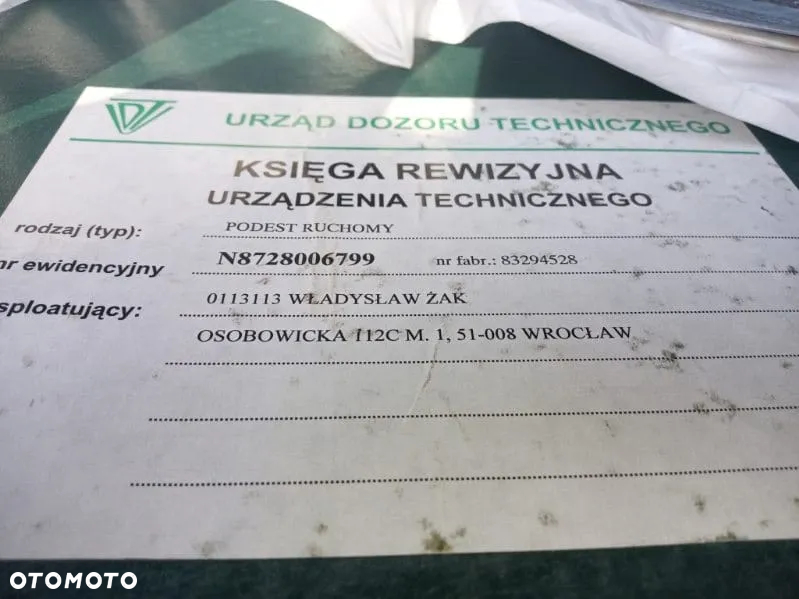 UDT
URZĄD DOZORU TECHNICZNEGO
KSIĘGA REWIZYJNA
URZĄDZENIA TECHNICZNEGO
rodzaj (typ): PODEST RUCHOMY
nr ewidencyjny N8728006799 nr fabr.: 83294528
sploatujący: 0113113 WŁADYSŁAW ŻAK
OSOBOWICKA 112C M. 1, 51-008 WROCŁAW
OTOMOTO